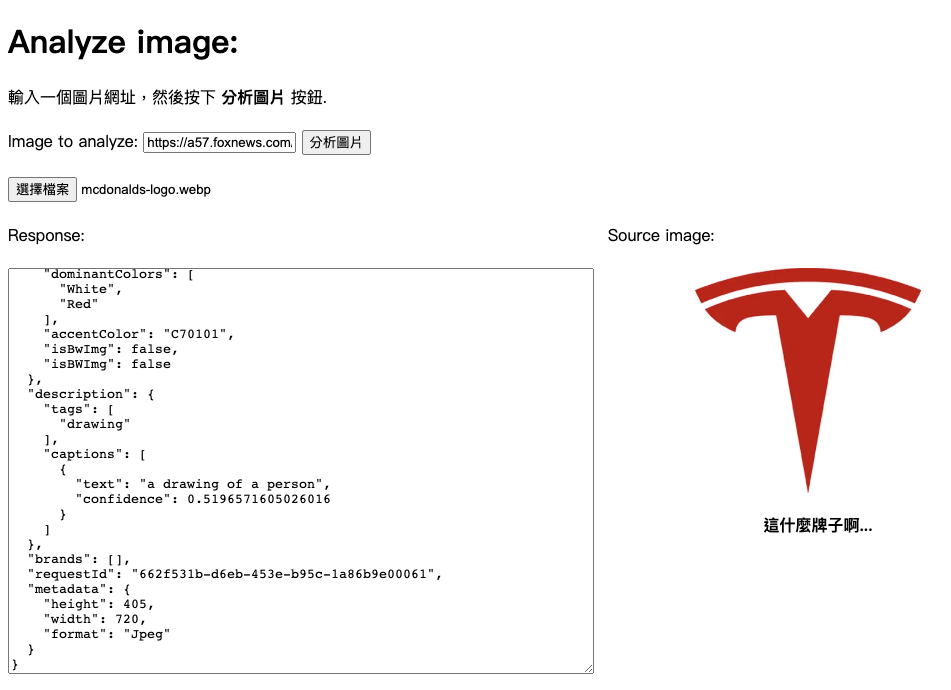 Analyze image:
輸入一個圖片網址，然後按下 分析圖片 按鈕.
Image to analyze: https://a57.foxnews.com. 分析圖片
選擇檔案 mcdonalds-logo.webp
Response:
Source image:
"dominantColors": [
"White",
"Red"
],
"accentColor": "C70101",
"isBwImg": false,
"isBWImg": false
},
"description": {
"tags": [
"drawing"
],
"captions": [
{
"text": "a drawing of a person",
"confidence": 0.5196571605026016
}
]
},
"brands": [],
"requestId": "662f531b-d6eb-453e-b95c-1a86b9e00061",
"metadata": {
"height": 405,
"width": 720,
"format": "Jpeg"
}
}
這什麼牌子啊...